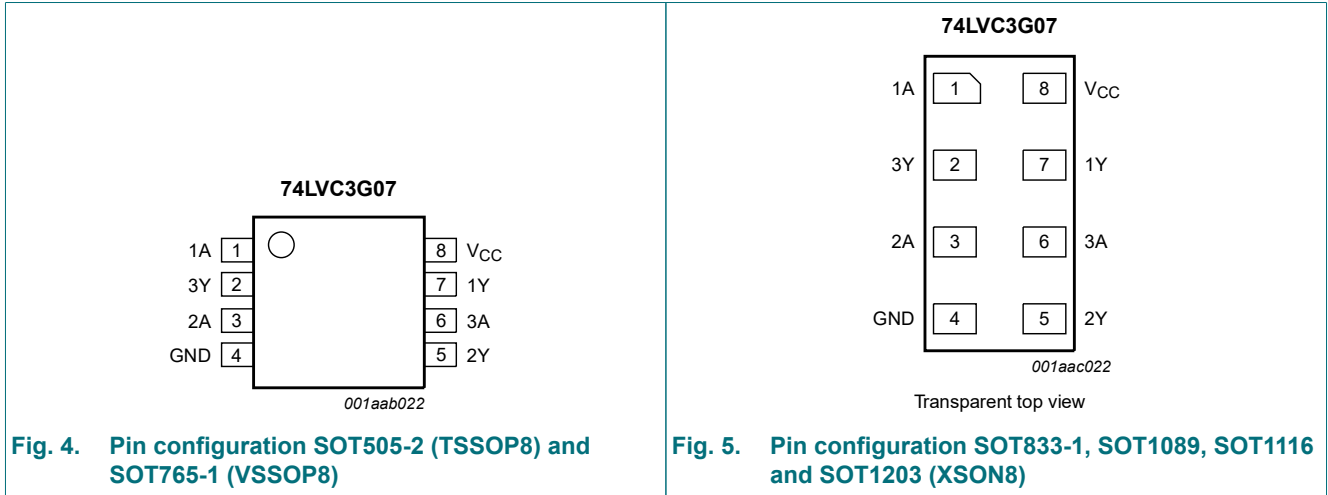 74LVC3G07
1A 1 8 VCC
3Y 2 7 1Y
2A 3 6 3A
GND 4 5 2Y
001aab022
Fig. 4. Pin configuration SOT505-2 (TSSOP8) and
SOT765-1 (VSSOP8)
74LVC3G07
1A 1 8 VCC
3Y 2 7 1Y
2A 3 6 3A
GND 4 5 2Y
001aac022
Transparent top view
Fig. 5. Pin configuration SOT833-1, SOT1089, SOT1116
and SOT1203 (XSON8)